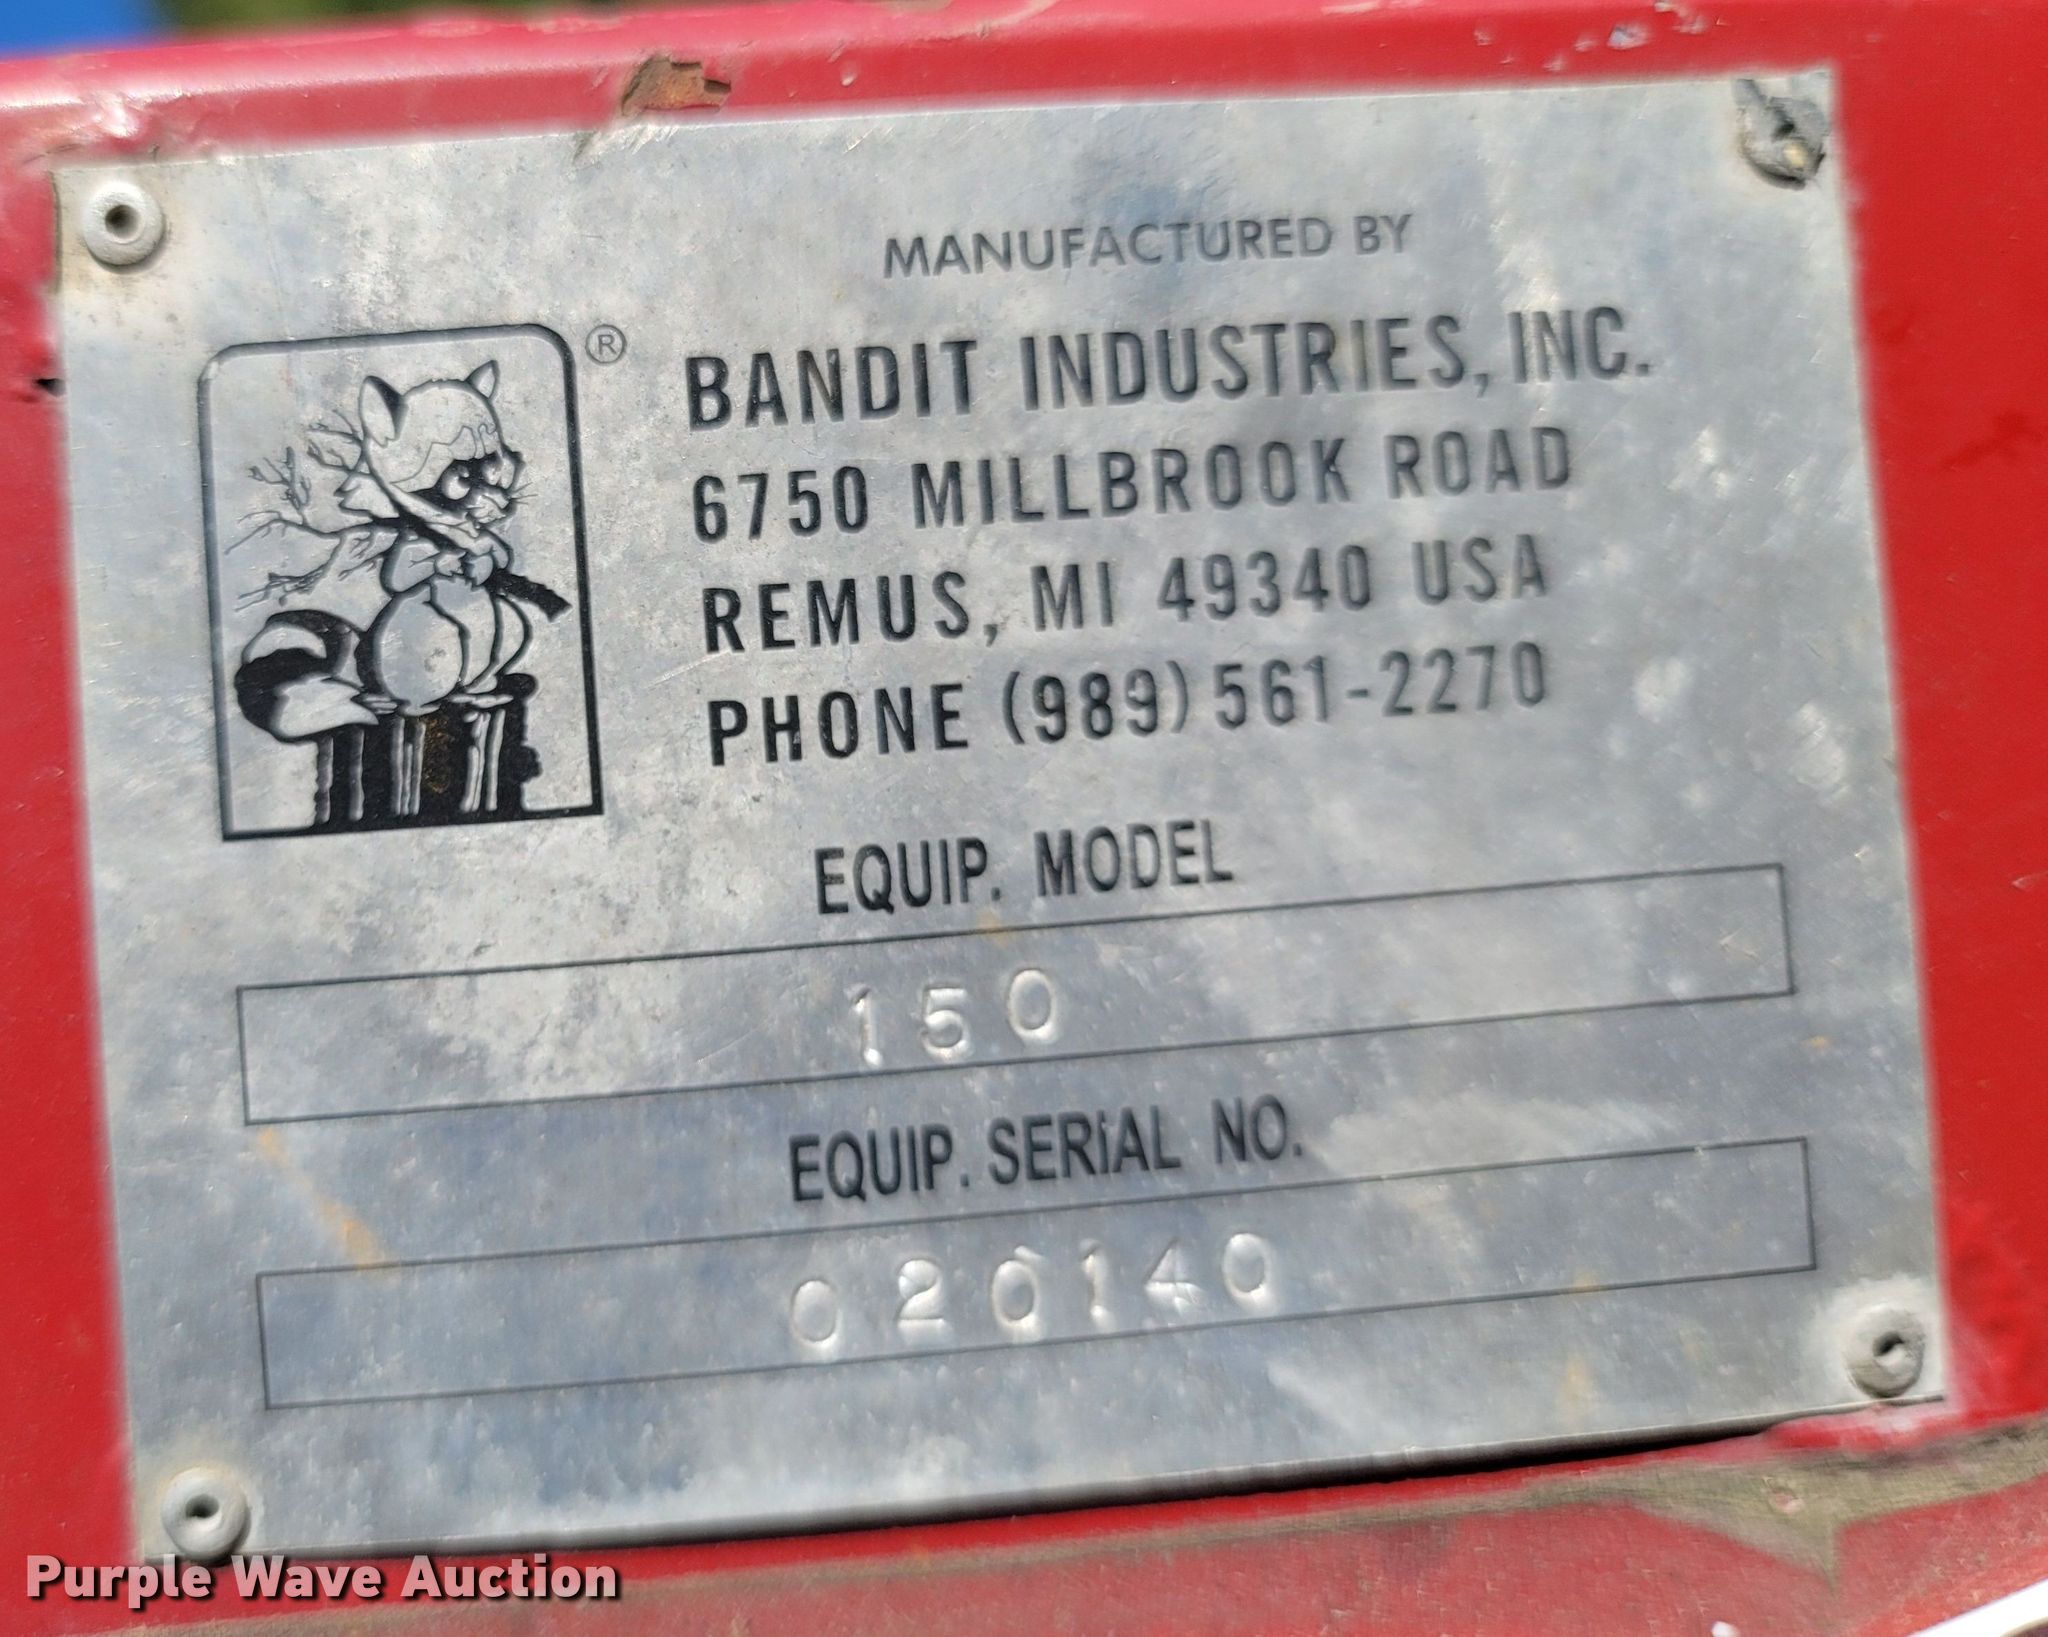 MANUFACTURED BY
®
BANDIT INDUSTRIES, INC.
6750 MILLBROOK ROAD
REMUS, MI 49340 USA
PHONE (989) 561-2270
EQUIP. MODEL
150
EQUIP. SERIAL NO.
020140
Purple Wave Auction